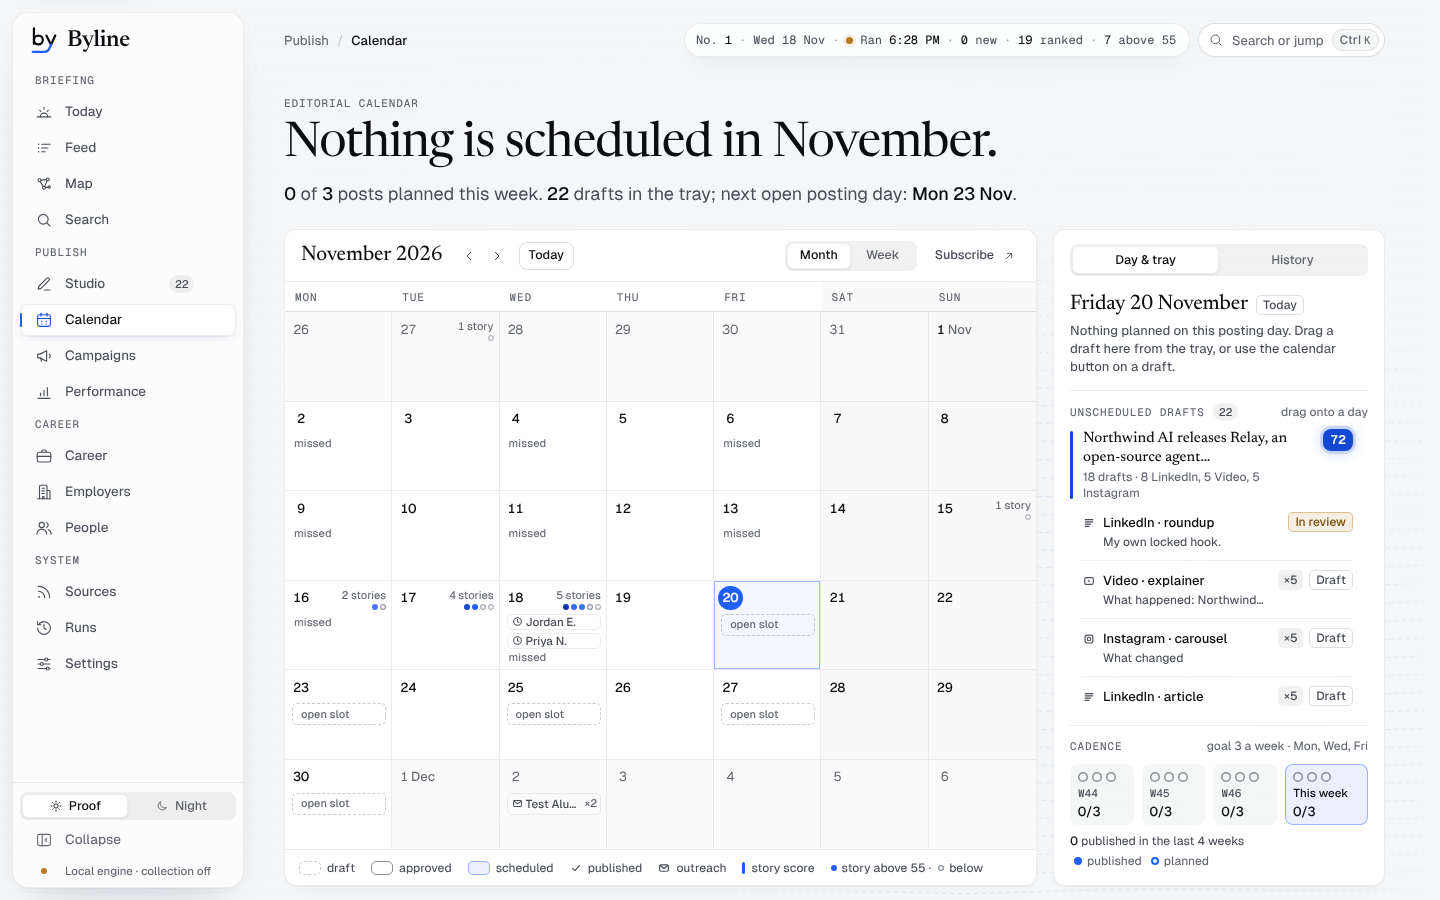 by Byline
BRIEFING
Today
Feed
Map
Search
PUBLISH
Studio 22
Calendar
Campaigns
Performance
CAREER
Career
Employers
People
SYSTEM
Sources
Runs
Settings
Proof Night
Collapse
Local engine · collection off
Publish / Calendar
No. 1 · Wed 18 Nov · Ran 6:28 PM · 0 new · 19 ranked · 7 above 55
Search or jump Ctrl K
EDITORIAL CALENDAR
Nothing is scheduled in November.
0 of 3 posts planned this week. 22 drafts in the tray; next open posting day: Mon 23 Nov.
November 2026 Today Month Week Subscribe
MON TUE WED THU FRI SAT SUN
26 27 1 story 28 29 30 31 1 Nov
2 3 4 5 6 7 8
missed missed missed
9 10 11 12 13 14 15 1 story
missed missed missed
16 2 stories 17 4 stories 18 5 stories 19 20 21 22
missed Jordan E. open slot
Priya N.
missed
23 24 25 26 27 28 29
open slot open slot open slot
30 1 Dec 2 3 4 5 6
open slot Test Alu... ×2
draft approved scheduled published outreach story score story above 55 · below
Day & tray History
Friday 20 November Today
Nothing planned on this posting day. Drag a
draft here from the tray, or use the calendar
button on a draft.
UNSCHEDULED DRAFTS 22 drag onto a day
Northwind AI releases Relay, an 72
open-source agent...
18 drafts · 8 LinkedIn, 5 Video, 5
Instagram
LinkedIn · roundup In review
My own locked hook.
Video · explainer ×5 Draft
What happened: Northwind...
Instagram · carousel ×5 Draft
What changed
LinkedIn · article ×5 Draft
CADENCE goal 3 a week · Mon, Wed, Fri
W44 W45 W46 This week
0/3 0/3 0/3 0/3
0 published in the last 4 weeks
published planned